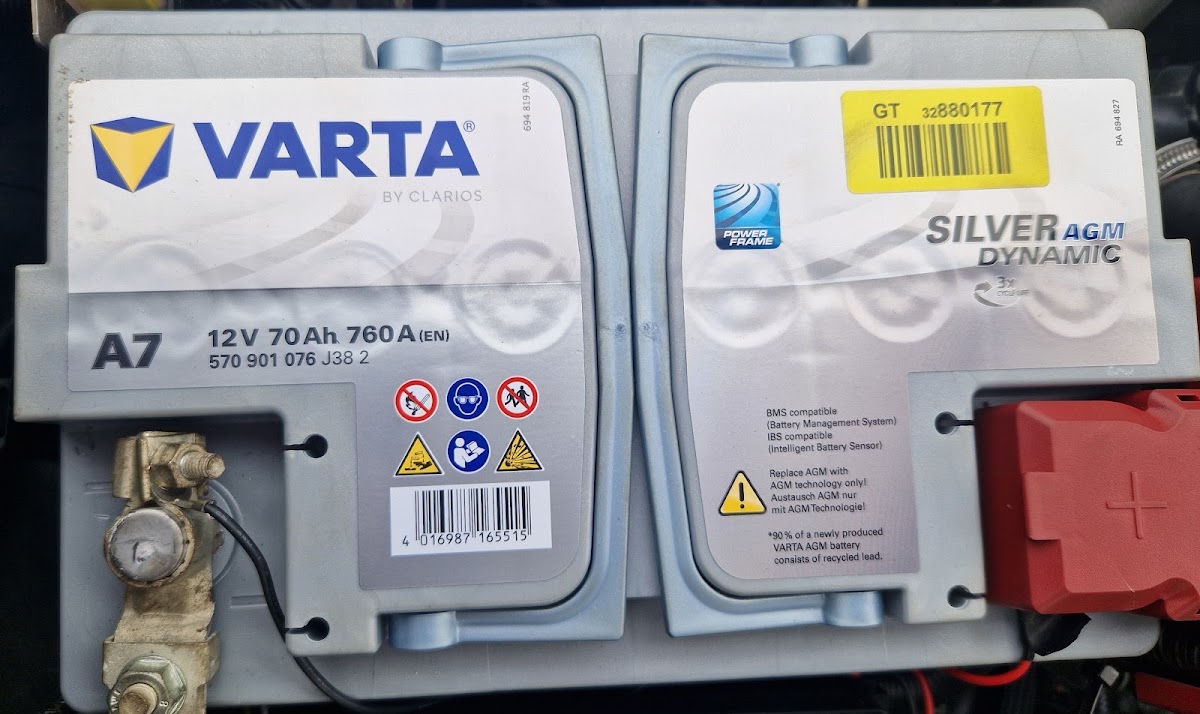 VARTA®
BY CLARIOS
694 819 RA
A7
12V 70Ah 760A (EN)
570 901 076 J38 2
4 016987 165515
GT 32880177
RA 694 827
POWER
FRAME
SILVER AGM
DYNAMIC
3x
CYCLE LIFE
BMS compatible
(Battery Management System)
IBS compatible
(Intelligent Battery Sensor)
Replace AGM with
AGM technology only!
Austausch AGM nur
mit AGM Technologie!
*90% of a newly produced
VARTA AGM battery
consists of recycled lead.